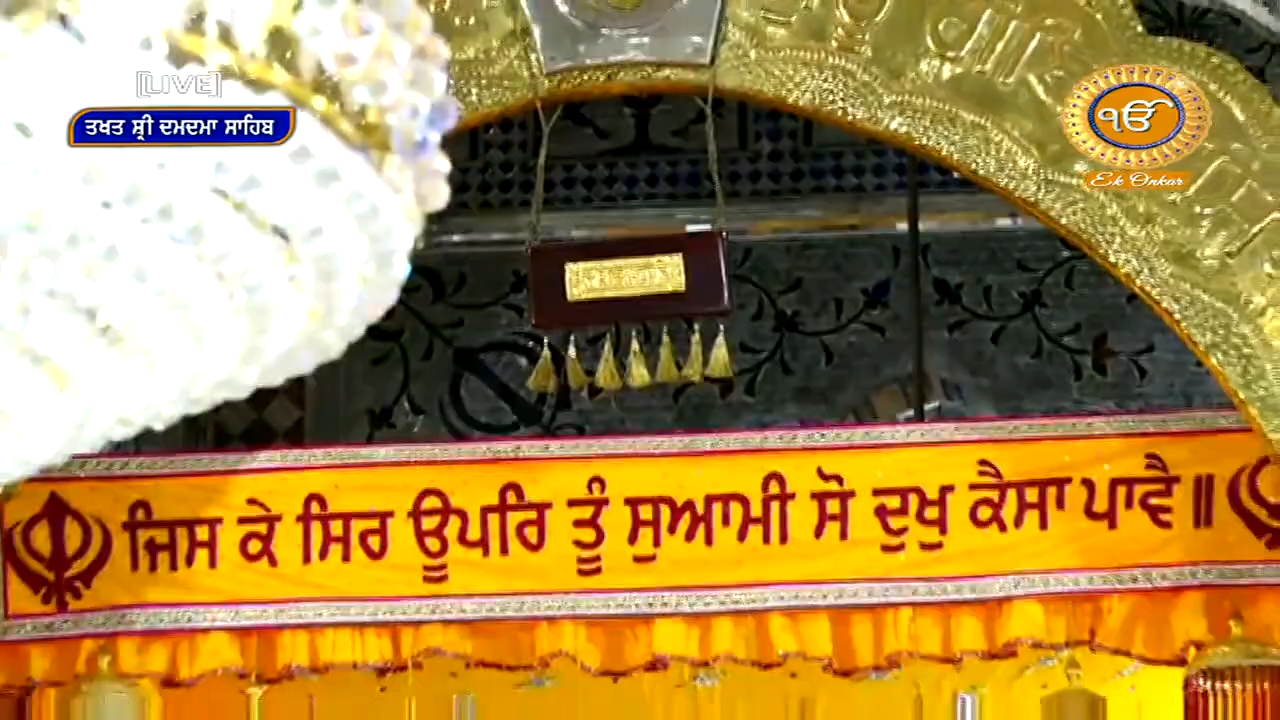 [LIVE]
ਤਖਤ ਸ਼੍ਰੀ ਦਮਦਮਾ ਸਾਹਿਬ
ੴ
Ek Onkar
ਜਿਸ ਕੇ ਸਿਰ ਊਪਰਿ ਤੂੰ ਸੁਆਮੀ ਸੋ ਦੁਖੁ ਕੈਸਾ ਪਾਵੈ ॥